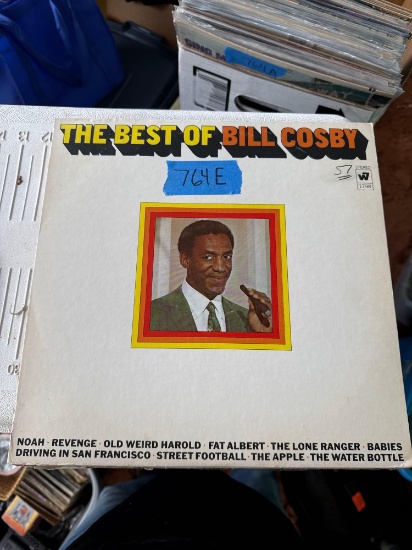 THE BEST OF BILL COSBY
764E
57
W
NOAH · REVENGE · OLD WEIRD HAROLD · FAT ALBERT · THE LONE RANGER · BABIES
DRIVING IN SAN FRANCISCO · STREET FOOTBALL · THE APPLE · THE WATER BOTTLE